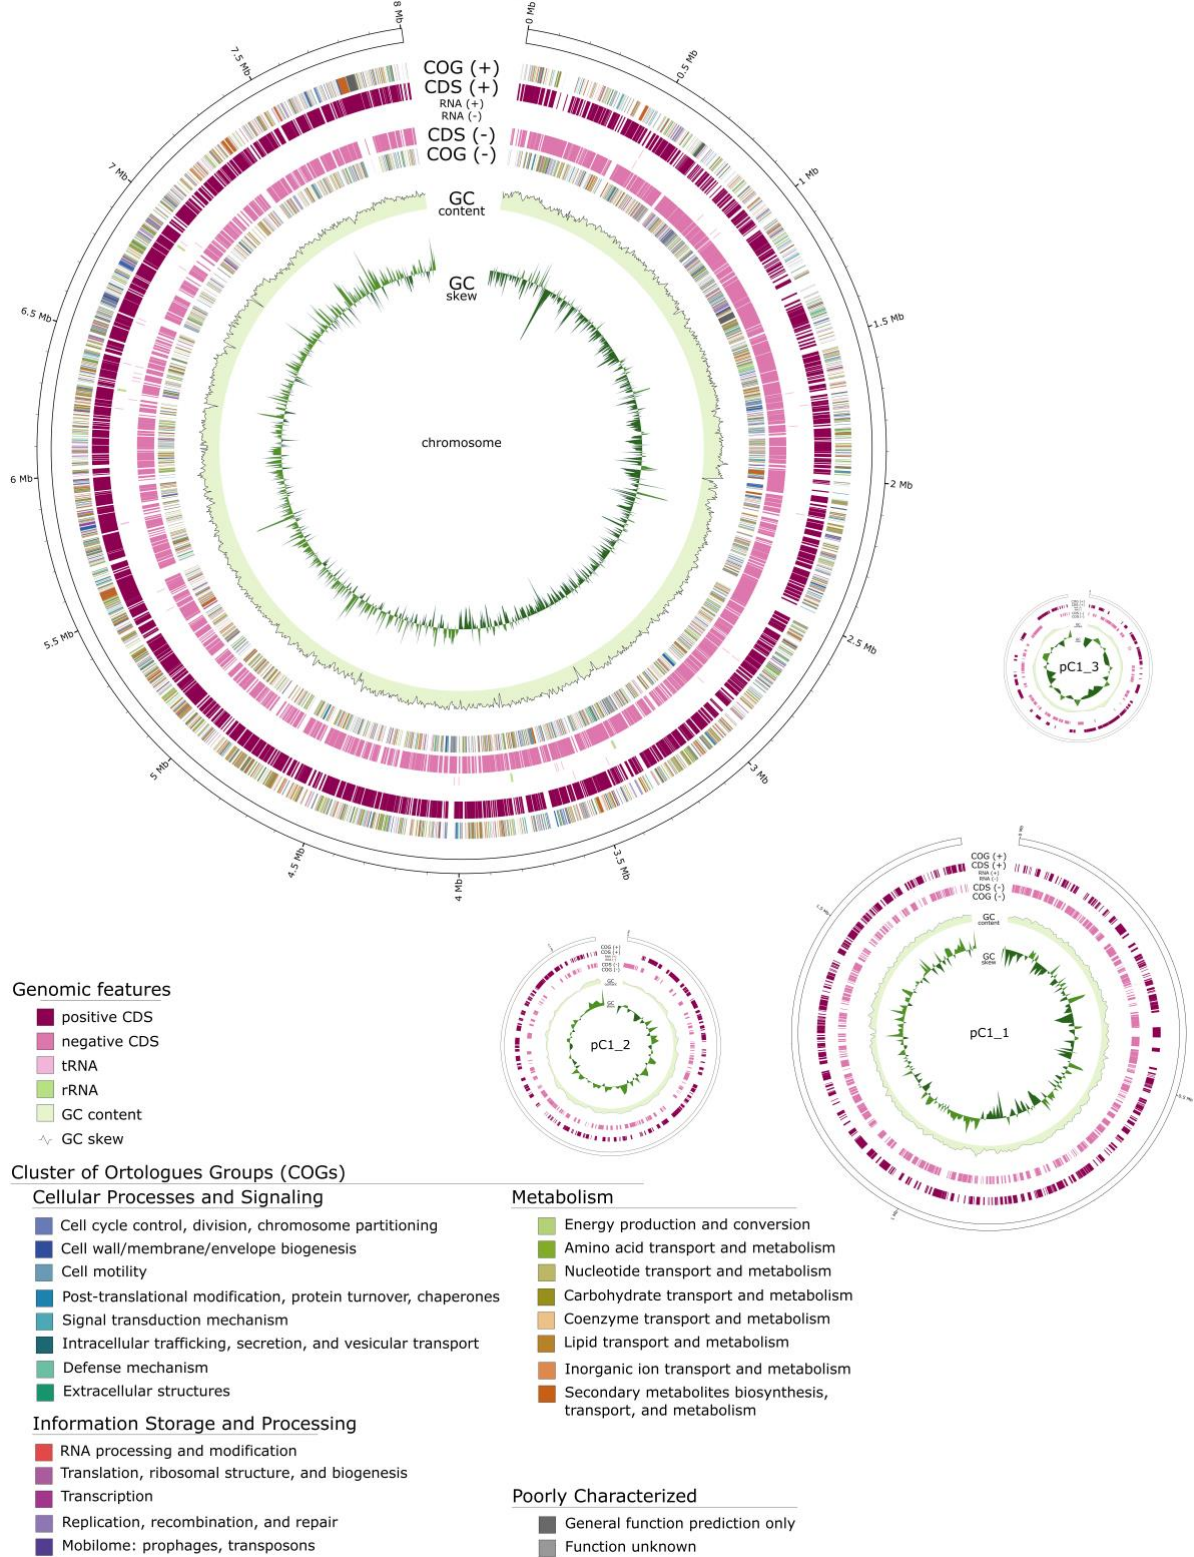 8 Mb
0 Mb
7.5 Mb
0.5 Mb
COG (+)
CDS (+)
RNA (+)
RNA (-)
CDS (-)
COG (-)
7 Mb
1 Mb
GC
content
GC
skew
6.5 Mb
1.5 Mb
chromosome
6 Mb
2 Mb
5.5 Mb
2.5 Mb
5 Mb
3 Mb
4.5 Mb
3.5 Mb
4 Mb
pC1_3
COG (+)
CDS (+)
RNA (+)
RNA (-)
CDS (-)
COG (-)
GC
content
GC
skew
pC1_1
COG (+)
COG (+)
CDS (-)
COG (-)
GC
GC
pC1_2
Genomic features
positive CDS
negative CDS
tRNA
rRNA
GC content
GC skew
Cluster of Ortologues Groups (COGs)
Cellular Processes and Signaling
Cell cycle control, division, chromosome partitioning
Cell wall/membrane/envelope biogenesis
Cell motility
Post-translational modification, protein turnover, chaperones
Signal transduction mechanism
Intracellular trafficking, secretion, and vesicular transport
Defense mechanism
Extracellular structures
Information Storage and Processing
RNA processing and modification
Translation, ribosomal structure, and biogenesis
Transcription
Replication, recombination, and repair
Mobilome: prophages, transposons
Metabolism
Energy production and conversion
Amino acid transport and metabolism
Nucleotide transport and metabolism
Carbohydrate transport and metabolism
Coenzyme transport and metabolism
Lipid transport and metabolism
Inorganic ion transport and metabolism
Secondary metabolites biosynthesis,
transport, and metabolism
Poorly Characterized
General function prediction only
Function unknown